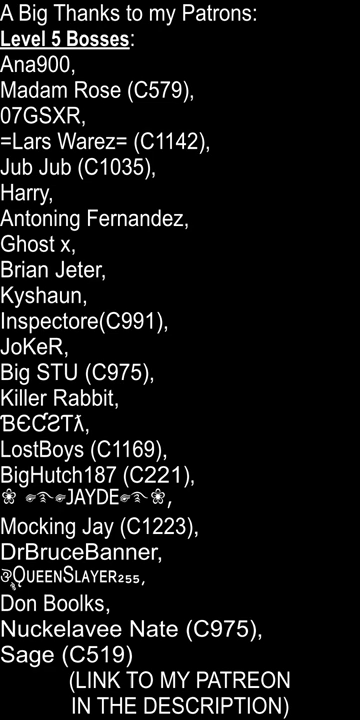 A Big Thanks to my Patrons:
Level 5 Bosses:
Ana900,
Madam Rose (C579),
07GSXR,
=Lars Warez= (C1142),
Jub Jub (C1035),
Harry,
Antoning Fernandez,
Ghost x,
Brian Jeter,
Kyshaun,
Inspectore(C991),
JoKeR,
Big STU (C975),
Killer Rabbit,
ƁЄƇƧƬƛ,
LostBoys (C1169),
BigHutch187 (C221),
❀ ☜࿐☜JAYDE☜࿐❀,
Mocking Jay (C1223),
DrBruceBanner,
ঔৣQᴜᴇᴇɴSʟᴀʏᴇʀ₂₅₅,
Don Boolks,
Nuckelavee Nate (C975),
Sage (C519)
(LINK TO MY PATREON
IN THE DESCRIPTION)